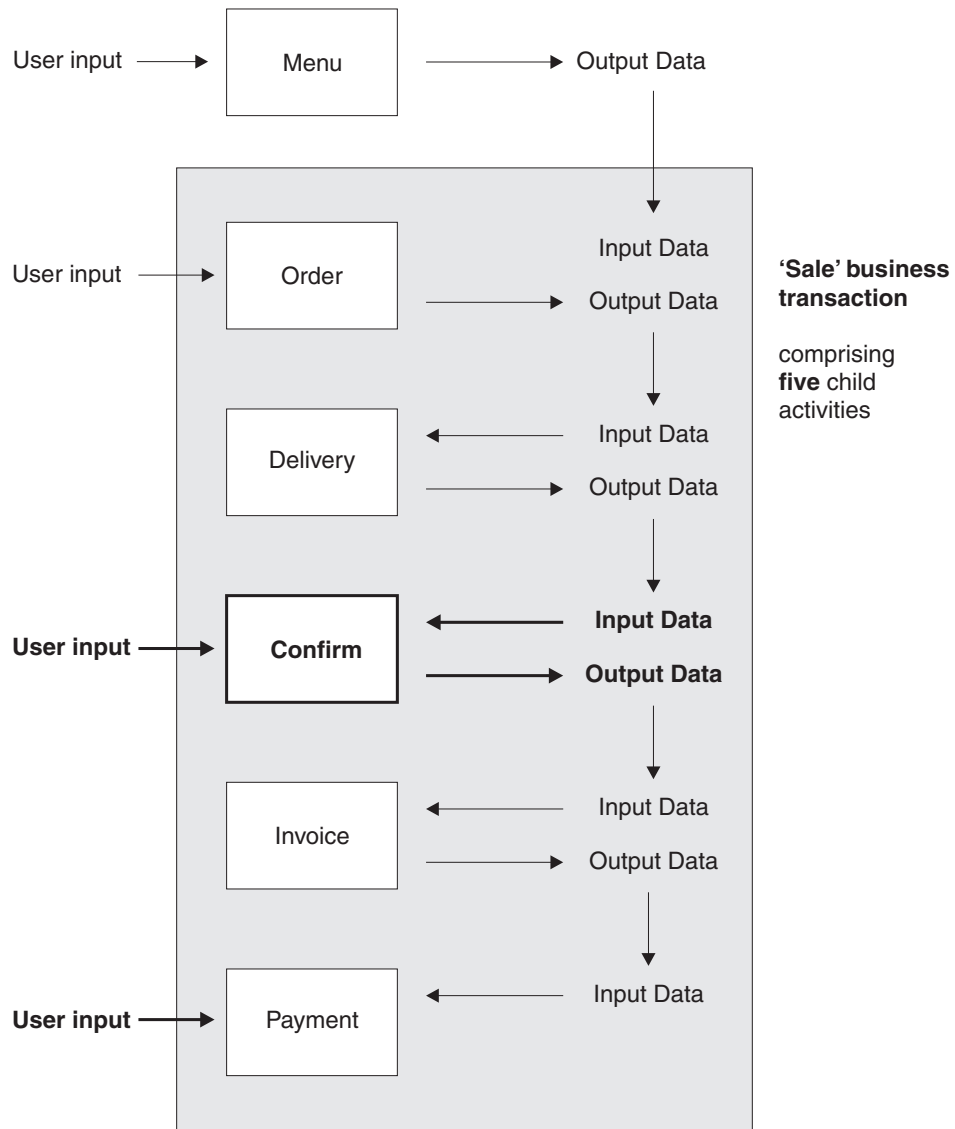 User input
Menu
Output Data
User input
Order
Input Data
Output Data
'Sale' business
transaction
comprising
five child
activities
Delivery
Input Data
Output Data
User input
Confirm
Input Data
Output Data
Invoice
Input Data
Output Data
User input
Payment
Input Data